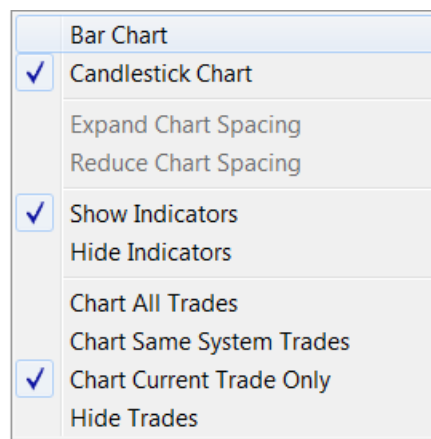 Bar Chart
Candlestick Chart
Expand Chart Spacing
Reduce Chart Spacing
Show Indicators
Hide Indicators
Chart All Trades
Chart Same System Trades
Chart Current Trade Only
Hide Trades